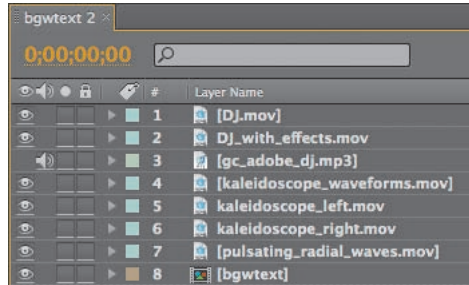 bgwtext 2
0;00;00;00
# Layer Name
1 [DJ.mov]
2 DJ_with_effects.mov
3 [gc_adobe_dj.mp3]
4 [kaleidoscope_waveforms.mov]
5 kaleidoscope_left.mov
6 kaleidoscope_right.mov
7 [pulsating_radial_waves.mov]
8 [bgwtext]